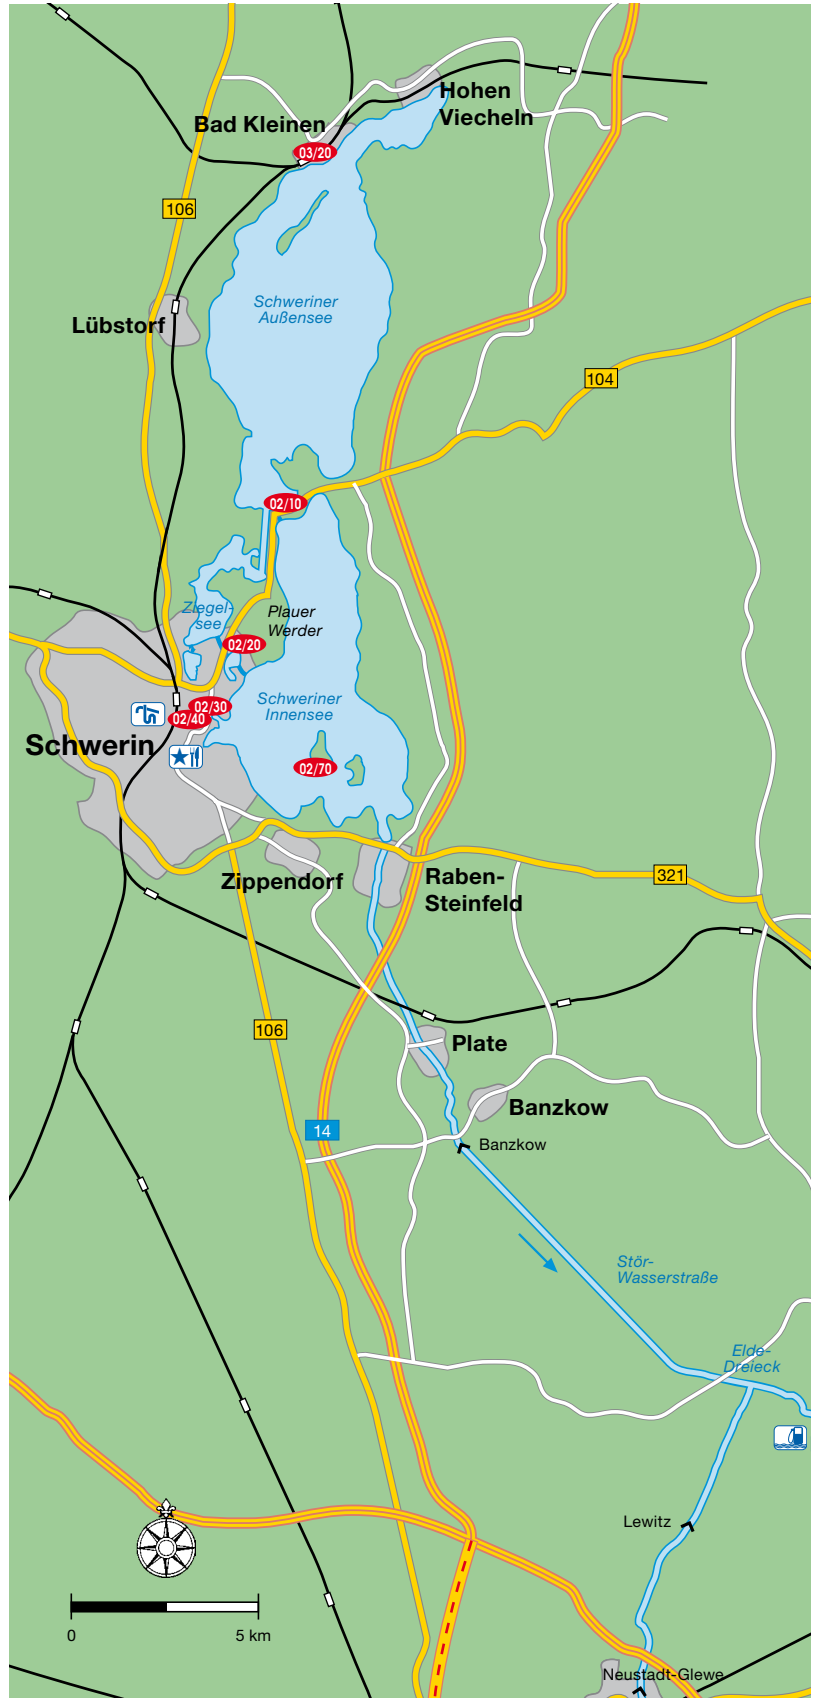 Hohen
Viecheln
Bad Kleinen
03/20
106
Schweriner
Außensee
Lübstorf
104
02/10
Ziegel-
see
Plauer
Werder
02/20
Schweriner
Innensee
02/30
02/40
Schwerin
02/70
Zippendorf
Raben-
Steinfeld
321
106
Plate
Banzkow
14
Banzkow
Stör-
Wasserstraße
Elde-
Dreieck
Lewitz
0
5 km
Neustadt-Glewe